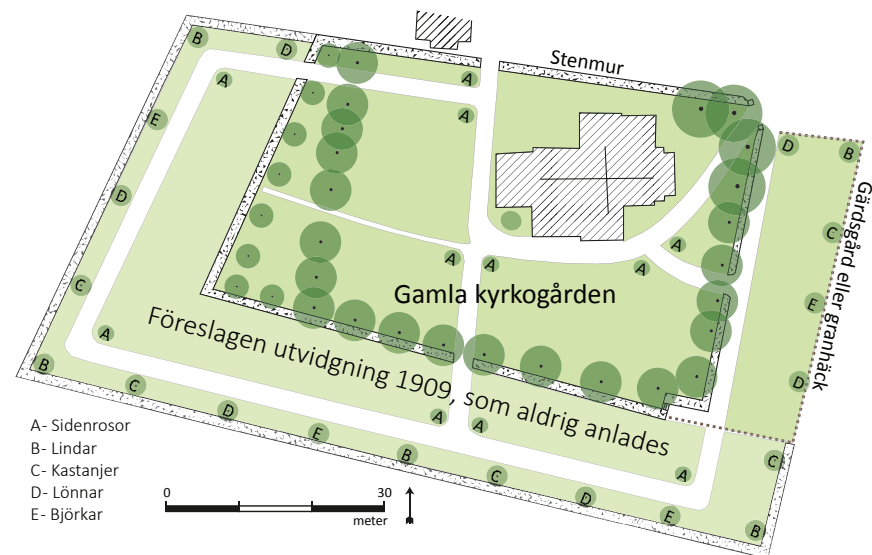 Stenmur
B
D
A
A
A
E
D
B
D
C
A
A
A
A
Gärdsgård eller granhäck
C
Gamla kyrkogården
E
A
Föreslagen utvidgning 1909, som aldrig anlades
D
B
C
D
E
A
A
B
C
D
E
A
C
B
A- Sidenrosor
B- Lindar
C- Kastanjer
D- Lönnar
E- Björkar
0 30
meter